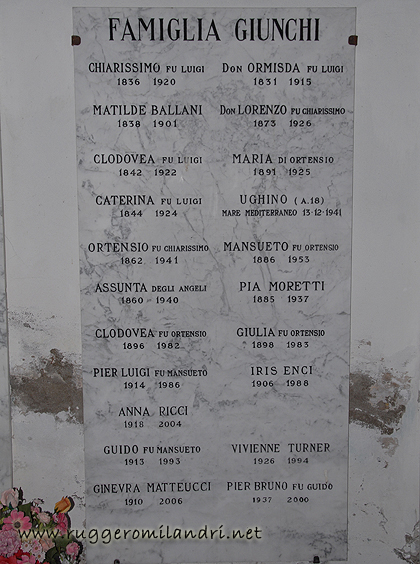 FAMIGLIA GIUNCHI
CHIARISSIMO FU LUIGI
1836 1920
DON ORMISDA FU LUIGI
1831 1915
MATILDE BALLANI
1838 1901
DON LORENZO FU CHIARISSIMO
1873 1926
CLODOVEA FU LUIGI
1842 1922
MARIA DI ORTENSIO
1891 1925
CATERINA FU LUIGI
1844 1924
UGHINO (A.18)
MARE MEDITERRANEO 13-12-1941
ORTENSIO FU CHIARISSIMO
1862 1941
MANSUETO FU ORTENSIO
1886 1953
ASSUNTA DEGLI ANGELI
1860 1940
PIA MORETTI
1885 1937
CLODOVEA FU ORTENSIO
1896 1982
GIULIA FU ORTENSIO
1898 1983
PIER LUIGI FU MANSUETO
1914 1986
IRIS ENCI
1906 1988
ANNA RICCI
1918 2004
GUIDO FU MANSUETO
1913 1993
VIVIENNE TURNER
1926 1994
GINEVRA MATTEUCCI
1910 2006
PIER BRUNO FU GUIDO
1937 2000
www.ruggeromilandri.net